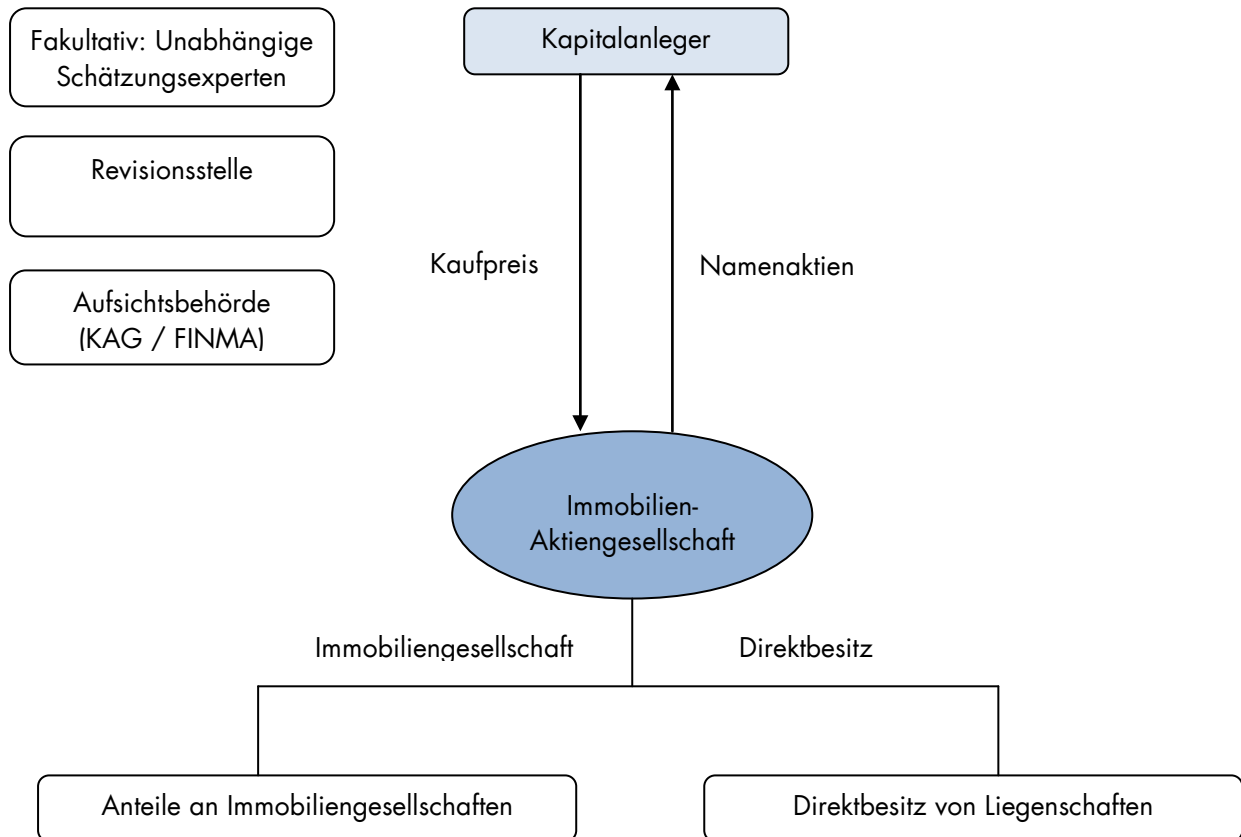 Fakultativ: Unabhängige
Schätzungsexperten
Kapitalanleger
Revisionsstelle
Kaufpreis
Namenaktien
Aufsichtsbehörde
(KAG / FINMA)
Immobilien-
Aktiengesellschaft
Immobiliengesellschaft
Direktbesitz
Anteile an Immobiliengesellschaften
Direktbesitz von Liegenschaften